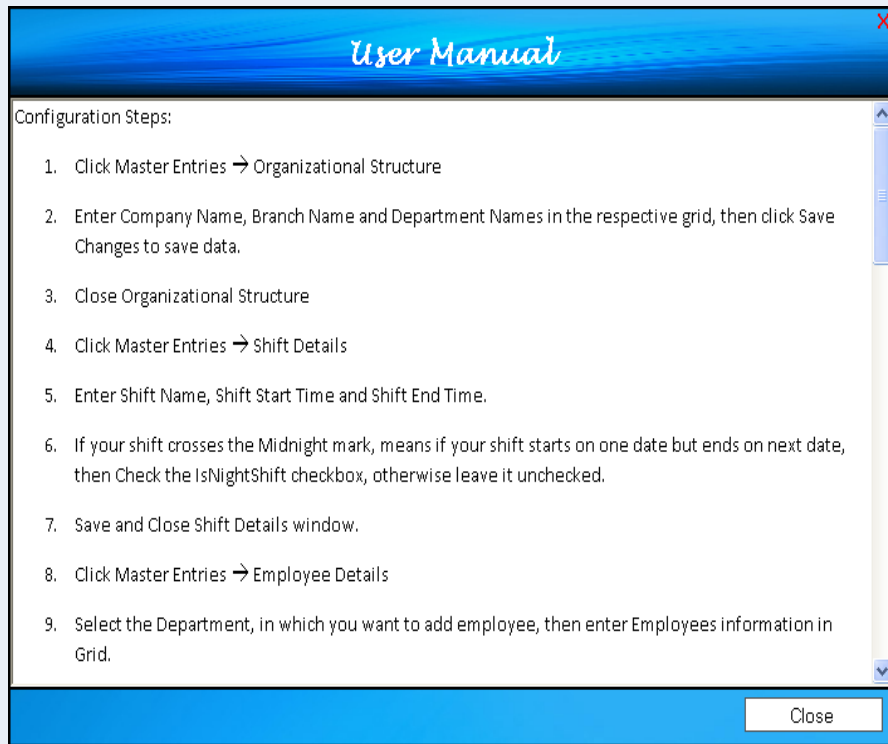 X
User Manual
Configuration Steps:
1. Click Master Entries → Organizational Structure
2. Enter Company Name, Branch Name and Department Names in the respective grid, then click Save
Changes to save data.
3. Close Organizational Structure
4. Click Master Entries → Shift Details
5. Enter Shift Name, Shift Start Time and Shift End Time.
6. If your shift crosses the Midnight mark, means if your shift starts on one date but ends on next date,
then Check the IsNightShift checkbox, otherwise leave it unchecked.
7. Save and Close Shift Details window.
8. Click Master Entries → Employee Details
9. Select the Department, in which you want to add employee, then enter Employees information in
Grid.
Close